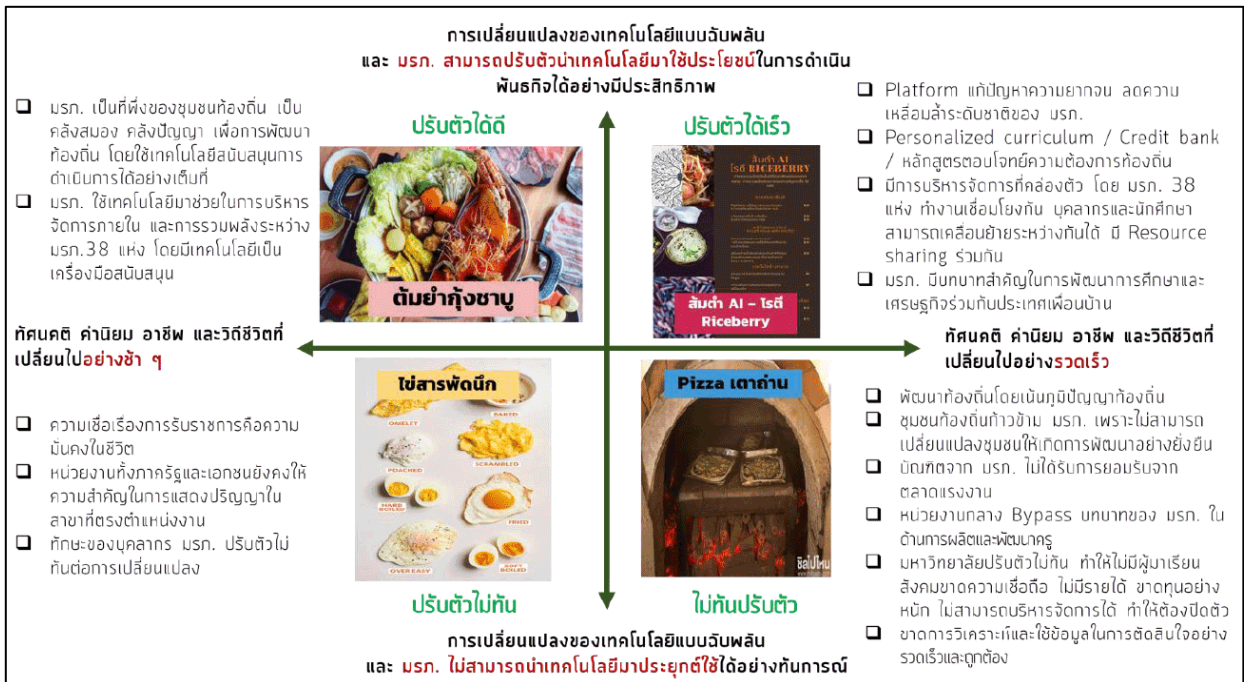 การเปลี่ยนแปลงของเทคโนโลยีแบบฉับพลัน
และ มรภ. สามารถปรับตัวนำเทคโนโลยีมาใช้ประโยชน์ในการดำเนิน
พันธกิจได้อย่างมีประสิทธิภาพ
❑ มรภ. เป็นที่พึ่งของชุมชนท้องถิ่น เป็น
คลังสมอง คลังปัญญา เพื่อการพัฒนา
ท้องถิ่น โดยใช้เทคโนโลยีสนับสนุนการ
ดำเนินการได้อย่างเต็มที่
❑ มรภ. ใช้เทคโนโลยีมาช่วยในการบริหาร
จัดการภายใน และการรวมพลังระหว่าง
มรภ.38 แห่ง โดยมีเทคโนโลยีเป็น
เครื่องมือสนับสนุน
ปรับตัวได้ดี
ต้มยำกุ้งชาบู
ปรับตัวได้เร็ว
ส้มตำ AI
โรตี RICEBERRY
ส้มตำ AI – โรตี
Riceberry
❑ Platform แก้ปัญหาความยากจน ลดความ
เหลื่อมล้ำระดับชาติของ มรภ.
❑ Personalized curriculum / Credit bank
/ หลักสูตรตอบโจทย์ความต้องการท้องถิ่น
❑ มีการบริหารจัดการที่คล่องตัว โดย มรภ. 38
แห่ง ทำงานเชื่อมโยงกัน บุคลากรและนักศึกษา
สามารถเคลื่อนย้ายระหว่างกันได้ มี Resource
sharing ร่วมกัน
❑ มรภ. มีบทบาทสำคัญในการพัฒนาการศึกษาและ
เศรษฐกิจร่วมกับประเทศเพื่อนบ้าน
ทัศนคติ ค่านิยม อาชีพ และวิถีชีวิตที่
เปลี่ยนไปอย่างช้า ๆ
ทัศนคติ ค่านิยม อาชีพ และวิถีชีวิตที่
เปลี่ยนไปอย่างรวดเร็ว
❑ ความเชื่อเรื่องการรับราชการคือความ
มั่นคงในชีวิต
❑ หน่วยงานทั้งภาครัฐและเอกชนยังคงให้
ความสำคัญในการแสดงปริญญาใน
สาขาที่ตรงตำแหน่งงาน
❑ ทักษะของบุคลากร มรภ. ปรับตัวไม่
ทันต่อการเปลี่ยนแปลง
ไข่สารพัดนึก
OMELET
POACHED
SCRAMBLED
HARD
BOILED
FRIED
OVER EASY
SOFT
BOILED
ปรับตัวไม่ทัน
Pizza เตาถ่าน
ชิลไปไหน
ไม่ทันปรับตัว
❑ พัฒนาท้องถิ่นโดยเน้นภูมิปัญญาท้องถิ่น
❑ ชุมชนท้องถิ่นก้าวข้าม มรภ. เพราะไม่สามารถ
เปลี่ยนแปลงชุมชนให้เกิดการพัฒนาอย่างยั่งยืน
❑ บัณฑิตจาก มรภ. ไม่ได้รับการยอมรับจาก
ตลาดแรงงาน
❑ หน่วยงานกลาง Bypass บทบาทของ มรภ. ใน
ด้านการผลิตและพัฒนาครู
❑ มหาวิทยาลัยปรับตัวไม่ทัน ทำให้ไม่มีผู้มาเรียน
สังคมขาดความเชื่อถือ ไม่มีรายได้ ขาดทุนอย่าง
หนัก ไม่สามารถบริหารจัดการได้ ทำให้ต้องปิดตัว
❑ ขาดการวิเคราะห์และใช้ข้อมูลในการตัดสินใจอย่าง
รวดเร็วและถูกต้อง
การเปลี่ยนแปลงของเทคโนโลยีแบบฉับพลัน
และ มรภ. ไม่สามารถนำเทคโนโลยีมาประยุกต์ใช้ได้อย่างทันการณ์